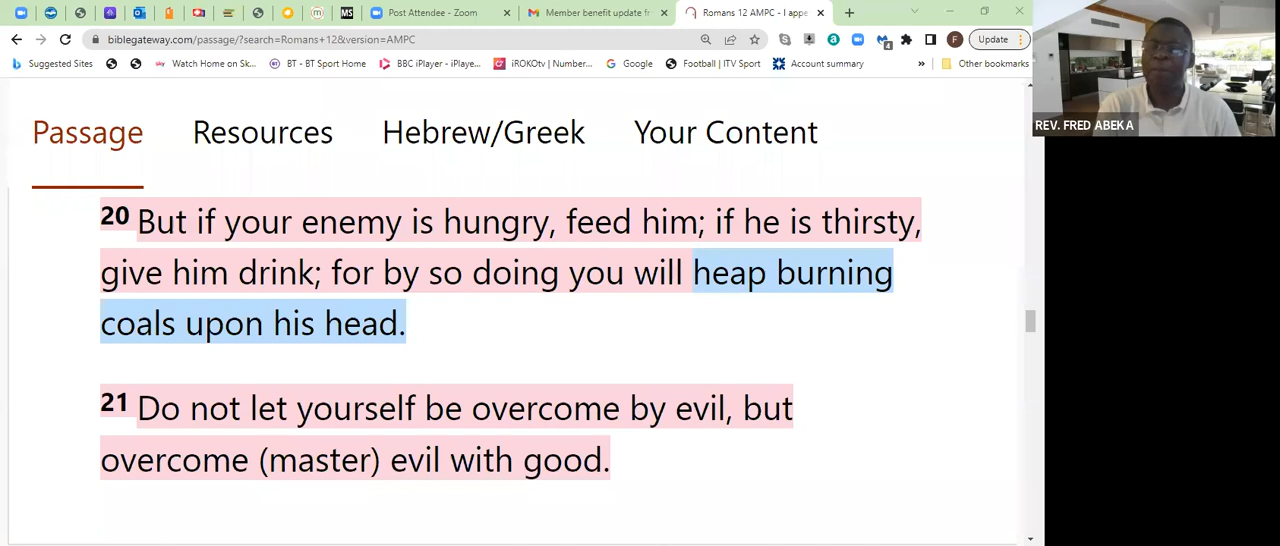 Post Attendee - Zoom
Member benefit update fr
Romans 12 AMPC - I appe
biblegateway.com/passage/?search=Romans+12&version=AMPC
Update
Suggested Sites
Watch Home on Sk...
BT - BT Sport Home
BBC iPlayer - iPlaye...
iROKOtv | Number...
Google
Football | ITV Sport
Account summary
»
Other bookmarks
Passage
Resources
Hebrew/Greek
Your Content
20 But if your enemy is hungry, feed him; if he is thirsty,
give him drink; for by so doing you will heap burning
coals upon his head.
21 Do not let yourself be overcome by evil, but
overcome (master) evil with good.
REV. FRED ABEKA